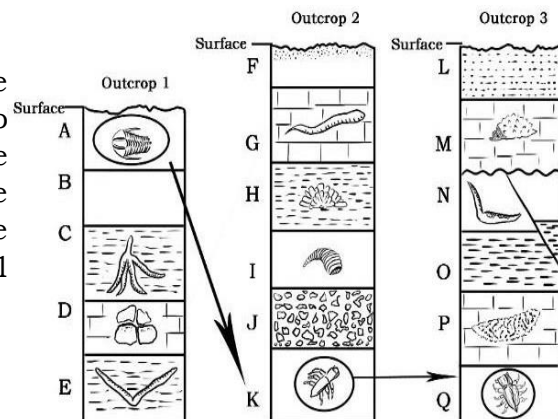 Outcrop 2
Outcrop 3
Surface
Surface
F
L
Outcrop 1
Surface
A
G
M
B
H
N
C
I
O
D
J
P
E
K
Q